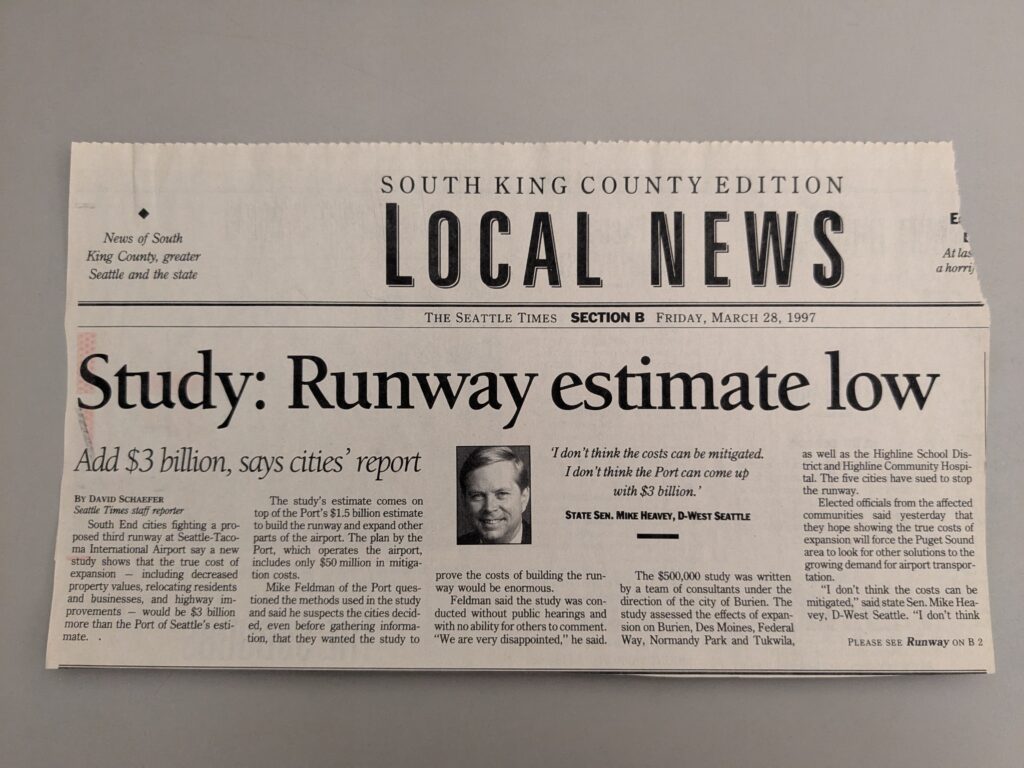 SOUTH KING COUNTY EDITION
LOCAL NEWS
◆
News of South
King County, greater
Seattle and the state
At las
a horri
THE SEATTLE TIMES SECTION B FRIDAY, MARCH 28, 1997
Study: Runway estimate low
Add $3 billion, says cities' report
BY DAVID SCHAEFER
Seattle Times staff reporter
South End cities fighting a pro-
posed third runway at Seattle-Taco-
ma International Airport say a new
study shows that the true cost of
expansion — including decreased
property values, relocating residents
and businesses, and highway im-
provements — would be $3 billion
more than the Port of Seattle's esti-
mate.
The study's estimate comes on
top of the Port's $1.5 billion estimate
to build the runway and expand other
parts of the airport. The plan by the
Port, which operates the airport,
includes only $50 million in mitiga-
tion costs.
Mike Feldman of the Port ques-
tioned the methods used in the study
and said he suspects the cities decid-
ed, even before gathering informa-
tion, that they wanted the study to
'I don't think the costs can be mitigated.
I don't think the Port can come up
with $3 billion.'
STATE SEN. MIKE HEAVEY, D-WEST SEATTLE
prove the costs of building the run-
way would be enormous.
Feldman said the study was con-
ducted without public hearings and
with no ability for others to comment.
"We are very disappointed," he said.
The $500,000 study was written
by a team of consultants under the
direction of the city of Burien. The
study assessed the effects of expan-
sion on Burien, Des Moines, Federal
Way, Normandy Park and Tukwila,
as well as the Highline School Dis-
trict and Highline Community Hospi-
tal. The five cities have sued to stop
the runway.
Elected officials from the affected
communities said yesterday that
they hope showing the true costs of
expansion will force the Puget Sound
area to look for other solutions to the
growing demand for airport transpor-
tation.
"I don't think the costs can be
mitigated," said state Sen. Mike Hea-
vey, D-West Seattle. "I don't think
PLEASE SEE Runway ON B 2